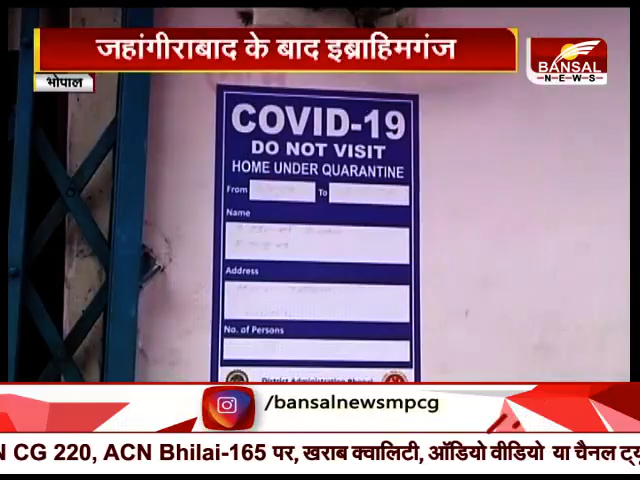 जहांगीराबाद के बाद इब्राहिमगंज
BANSAL
NEWS
भोपाल
COVID-19
DO NOT VISIT
HOME UNDER QUARANTINE
From To
Name
Address
No. of Persons
District Administration Bhopal
/bansalnewsmpcg
N CG 220, ACN Bhilai-165 पर, खराब क्वालिटी, ऑडियो वीडियो या चैनल ट्यू